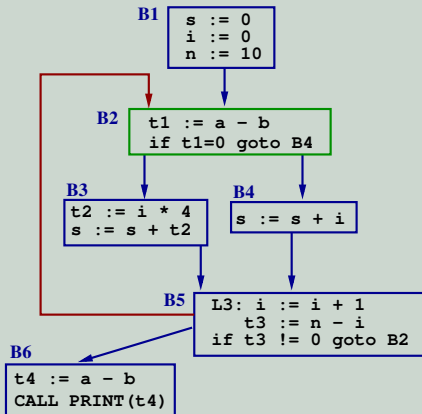 B1
s := 0
i := 0
n := 10
B2
t1 := a - b
if t1=0 goto B4
B3
t2 := i * 4
s := s + t2
B4
s := s + i
B5
L3: i := i + 1
t3 := n - i
if t3 != 0 goto B2
B6
t4 := a - b
CALL PRINT(t4)